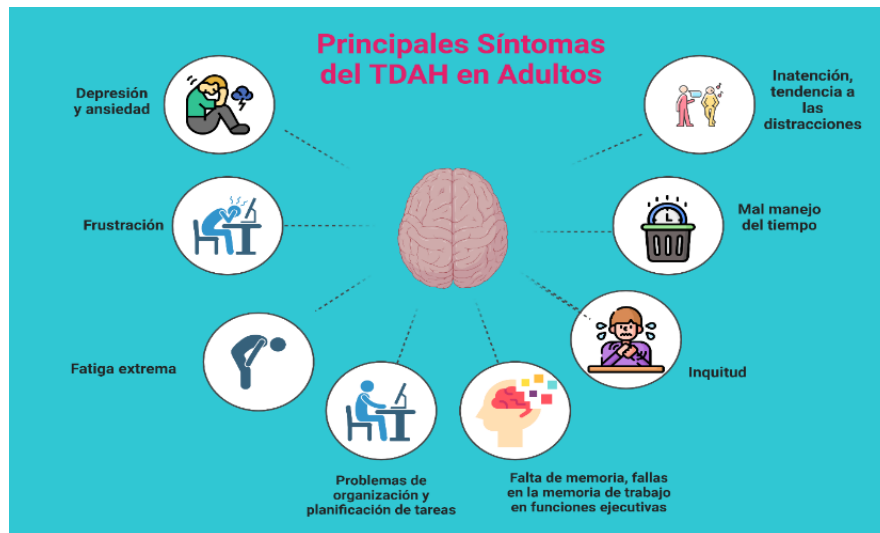 Principales Síntomas
del TDAH en Adultos
Depresión
y ansiedad
Inatención,
tendencia a
las
distracciones
Frustración
Mal manejo
del tiempo
Fatiga extrema
Inquitud
Problemas de
organización y
planificación de tareas
Falta de memoria, fallas
en la memoria de trabajo
en funciones ejecutivas